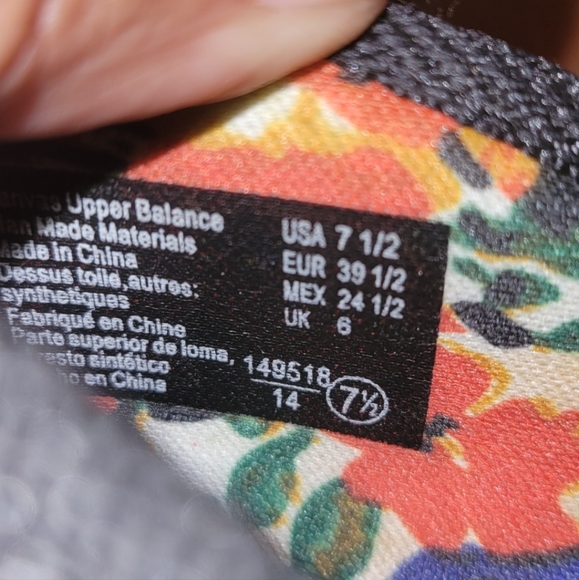 Upper Balance
Made Materials
Made in China
Dessus toile,autres:
synthetiques
Fabriqué en Chine
Parte superior de loma,
resto sintético
en China
USA 7 1/2
EUR 39 1/2
MEX 24 1/2
UK 6
149518
14
7½